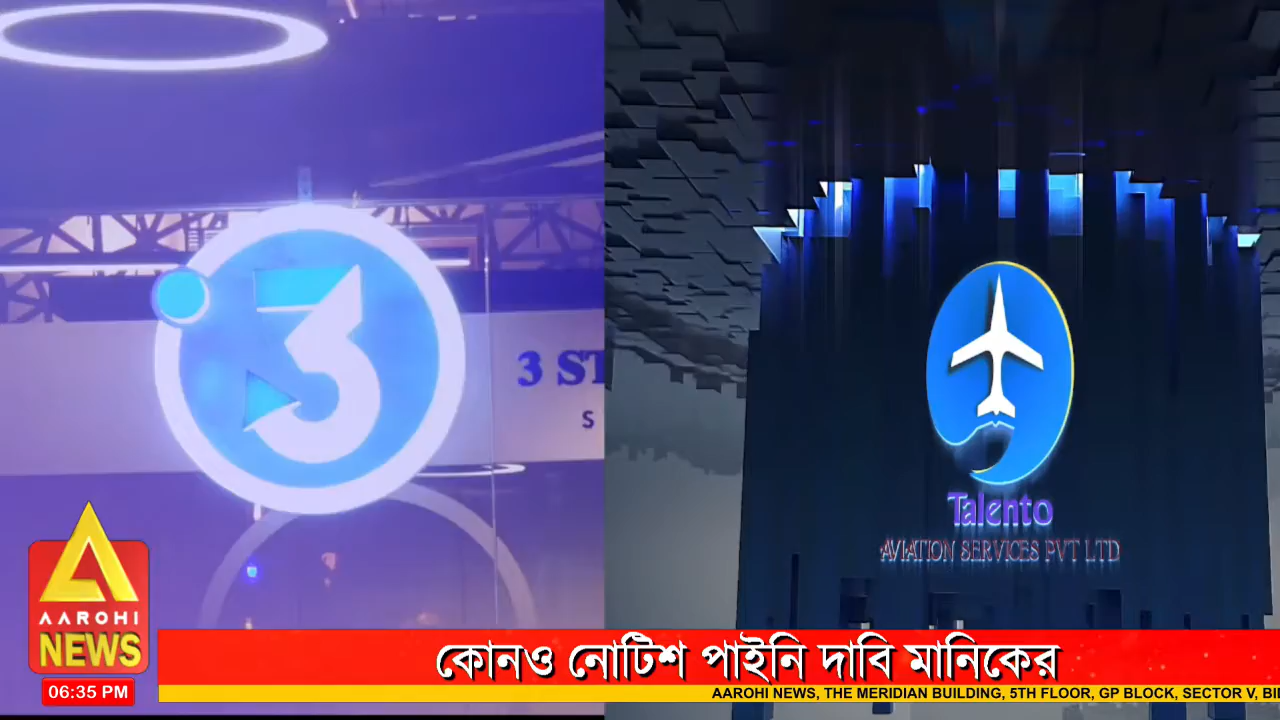 3
3 ST
S
Talento
AVIATION SERVICES PVT LTD
AAROHI
NEWS
06:35 PM
কোনও নোটিশ পাইনি দাবি মানিকের
AAROHI NEWS, THE MERIDIAN BUILDING, 5TH FLOOR, GP BLOCK, SECTOR V,